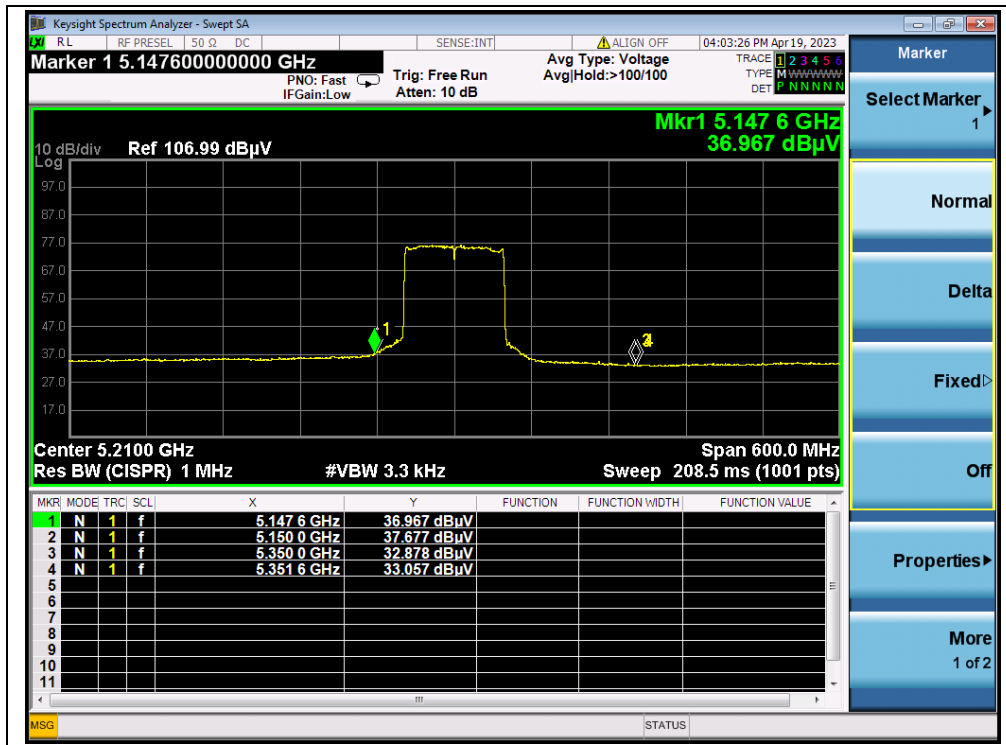 Keysight Spectrum Analyzer - Swept SA
LXI RL RF PRESEL 50 Ω DC SENSE:INT ALIGN OFF 04:03:26 PM Apr 19, 2023
Marker 1 5.147600000000 GHz
PNO: Fast
IFGain:Low
Trig: Free Run
Atten: 10 dB
Avg Type: Voltage
Avg|Hold:>100/100
TRACE 1 2 3 4 5 6
TYPE M WWWWW
DET P N N N N N
Mkr1 5.147 6 GHz
36.967 dBµV
10 dB/div Ref 106.99 dBµV
Log
97.0
87.0
77.0
67.0
57.0
47.0
37.0
27.0
17.0
1
Center 5.2100 GHz Span 600.0 MHz
Res BW (CISPR) 1 MHz #VBW 3.3 kHz Sweep 208.5 ms (1001 pts)
MKR MODE TRC SCL X Y FUNCTION FUNCTION WIDTH FUNCTION VALUE
1 N 1 f 5.147 6 GHz 36.967 dBµV
2 N 1 f 5.150 0 GHz 37.677 dBµV
3 N 1 f 5.350 0 GHz 32.878 dBµV
4 N 1 f 5.351 6 GHz 33.057 dBµV
5
6
7
8
9
10
11
MSG STATUS
Marker
Select Marker
1
Normal
Delta
Fixed
Off
Properties
More
1 of 2